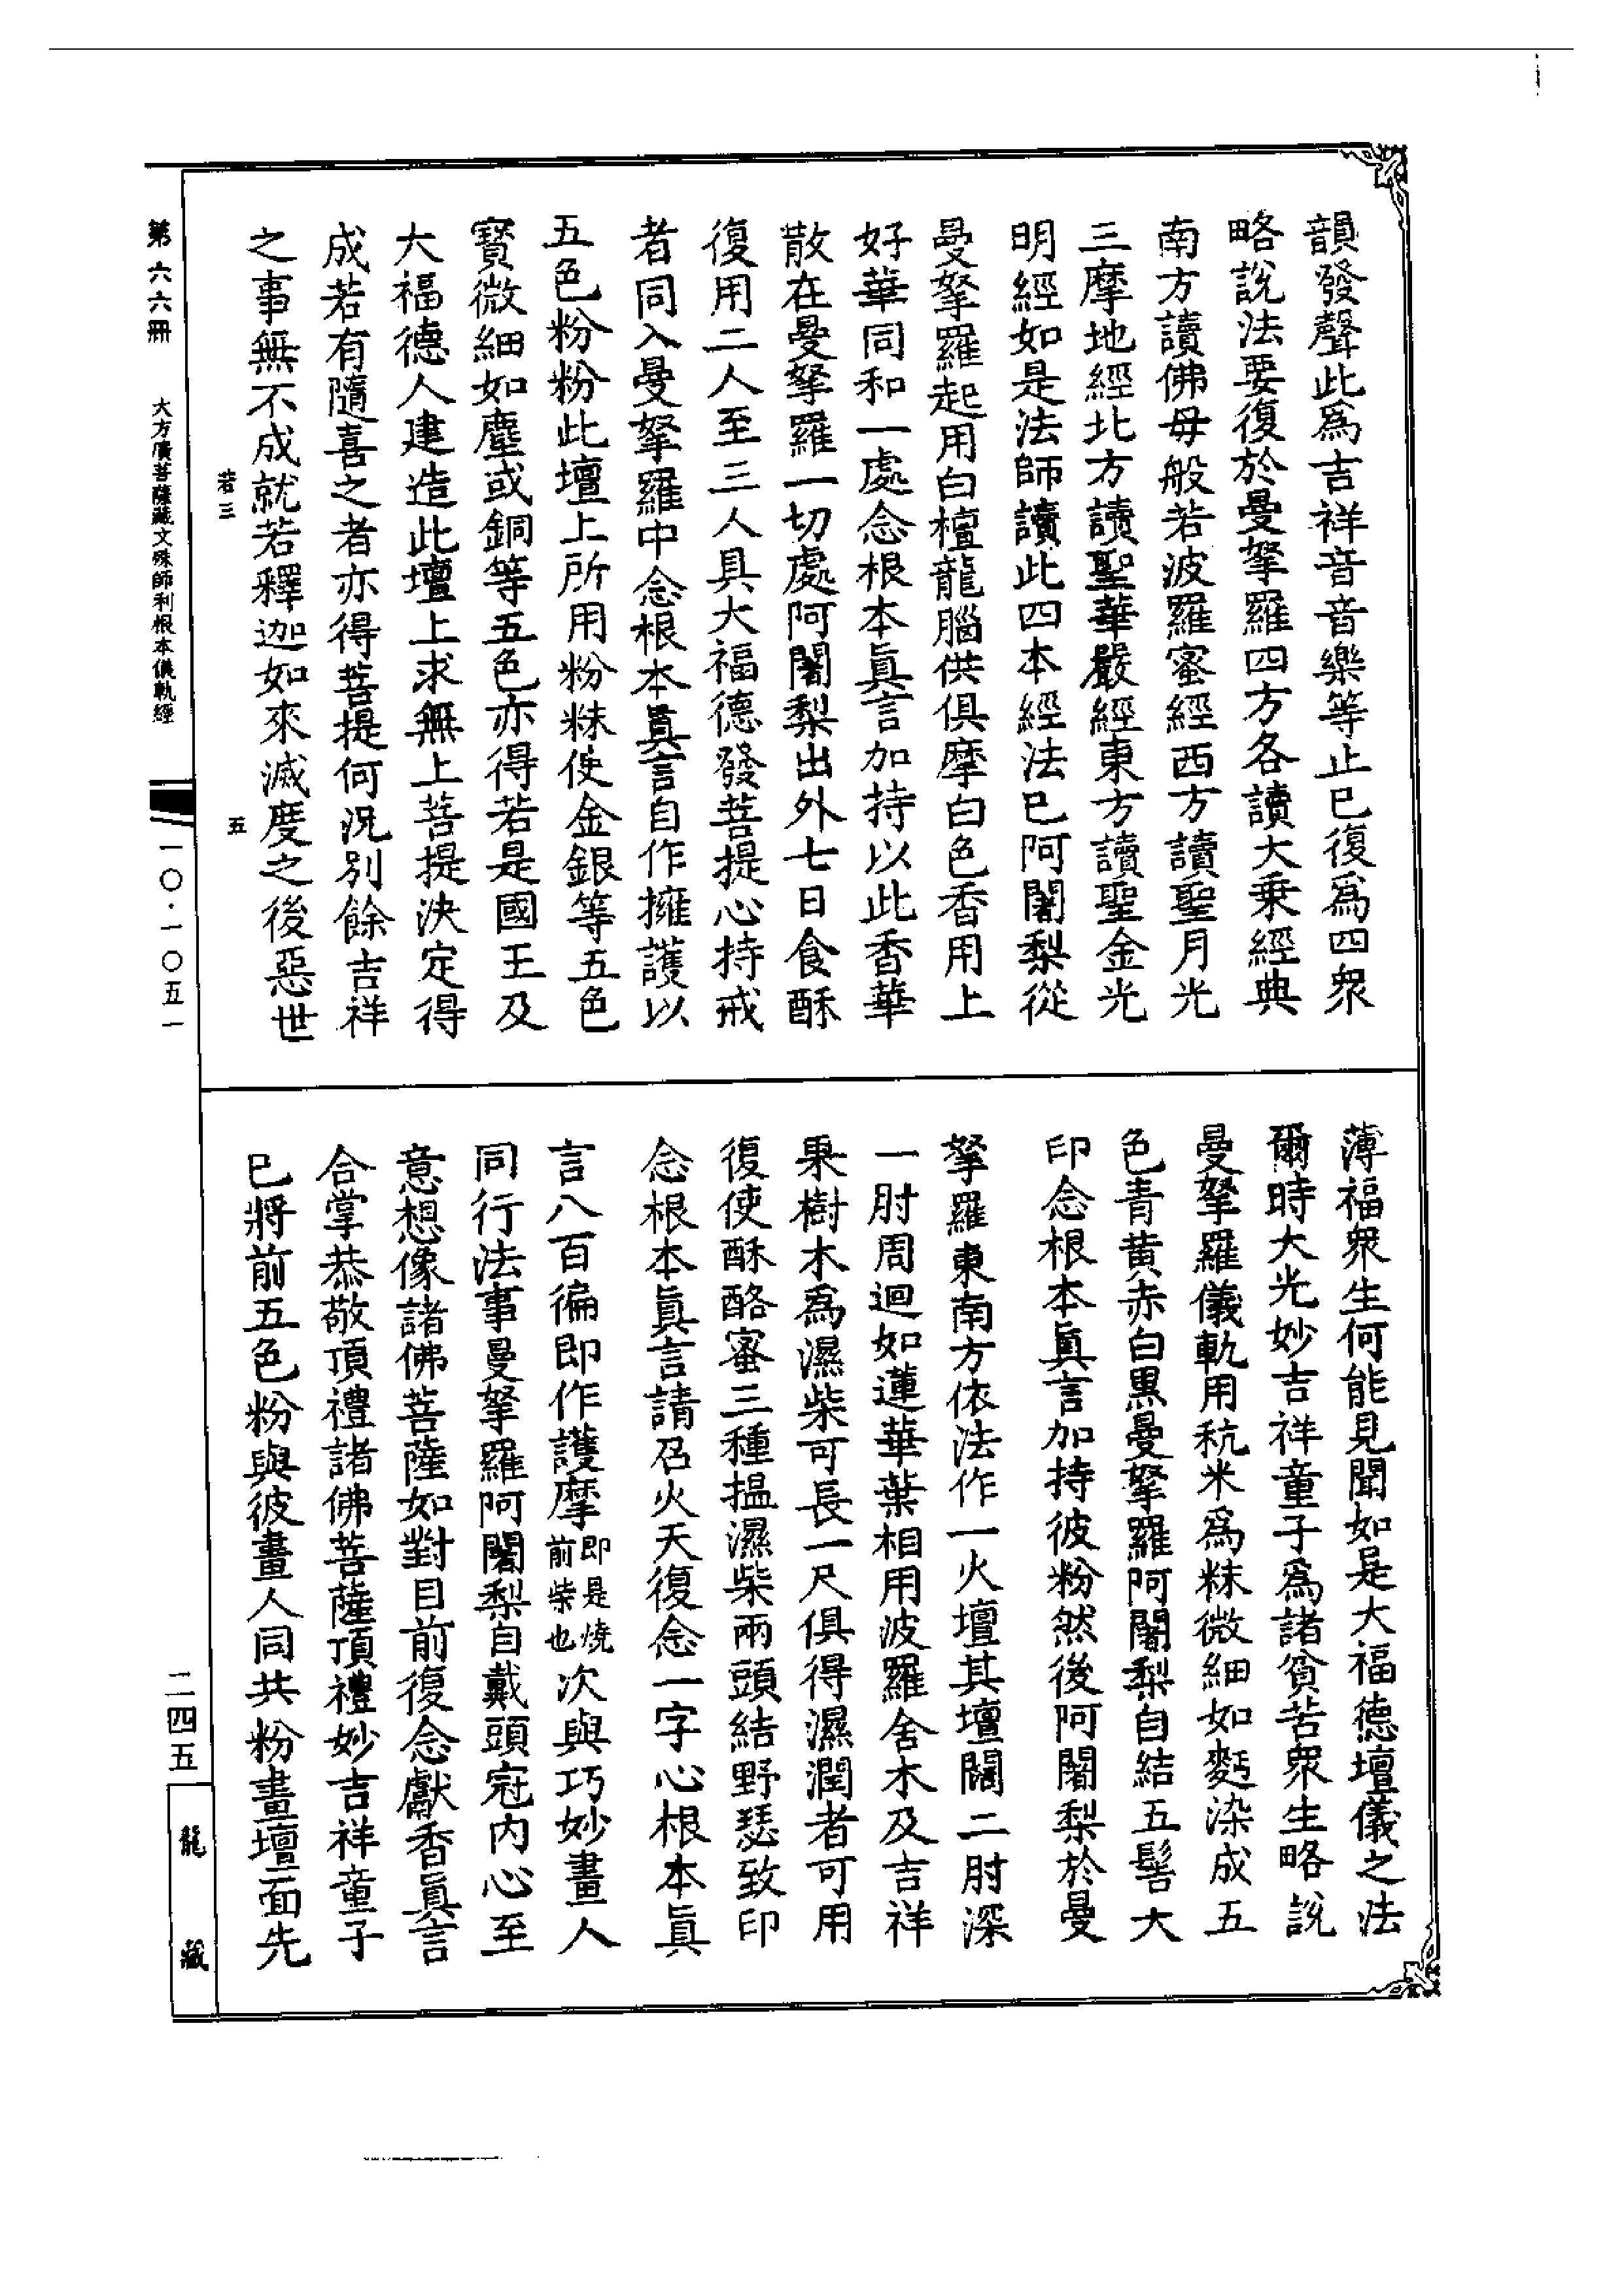 韻發聲此為吉祥音音樂等止已復為四衆
略說法要復於曼拏羅四方各讀大乗經典
南方讀佛母般若波羅蜜經西方讀聖月光
三摩地經北方讀聖華嚴經東方讀聖金光
明經如是法師讀此四本經法已阿闍梨從
曼拏羅起用白檀龍腦供俱摩白色香用上
好華同和一處念根本眞言加持以此香華
散在曼拏羅一切處阿闍梨出外七日食酥
復用二人至三人具大福德發菩提心持戒
者同入曼拏羅中念根本眞言自作擁護以
五色粉粉此壇上所用粉粖使金銀等五色
寳微細如塵或銅等五色亦得若是國王及
大福德人建造此壇上求無上菩提決定得
成若有隨喜之者亦得菩提何況別餘吉祥
之事無不成就若釋迦如來滅度之後惡世
薄福衆生何能見聞如是大福德壇儀之法
爾時大光妙吉祥童子為諸貧苦衆生略說
曼拏羅儀軌用秔米為粖微細如麫染成五
色青黄赤白黒曼拏羅阿闍梨自結五髻大
印念根本眞言加持彼粉然後阿闍梨於曼
拏羅東南方依法作一火壇其壇闊二肘深
一肘周迴如蓮華葉相用波羅舍木及吉祥
果樹木為濕柴可長一尺俱得濕潤者可用
復使酥酪蜜三種揾濕柴兩頭結野瑟致印
念根本眞言請召火天復念一字心根本眞
言八百徧即作護摩即是燒前柴也次與巧妙畫人
同行法事曼拏羅阿闍梨自戴頭冠内心至
意想像諸佛菩薩如對目前復念獻香眞言
合掌恭敬頂禮諸佛菩薩頂禮妙吉祥童子
已將前五色粉與彼畫人同共粉畫壇面先
若三
五
第六六冊
大方廣菩薩藏文殊師利根本儀軌經
一〇·一〇五一
二四五
龍藏